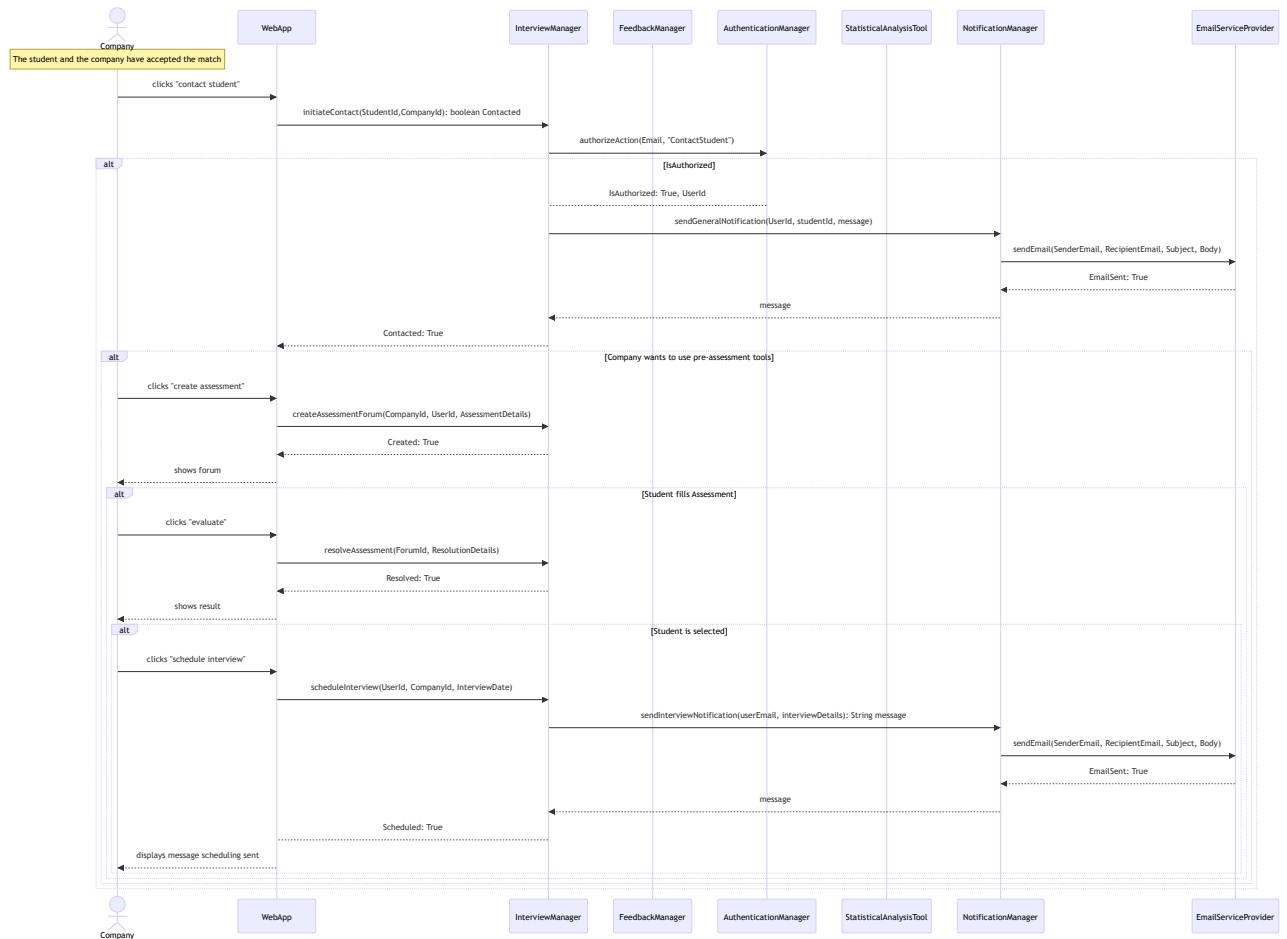 WebApp
InterviewManager
FeedbackManager
AuthenticationManager
StatisticalAnalysisTool
NotificationManager
EmailServiceProvider
Company
The student and the company have accepted the match
clicks "contact student"
initiateContact(StudentId,CompanyId): boolean Contacted
authorizeAction(Email, "ContactStudent")
alt
[IsAuthorized]
IsAuthorized: True, UserId
sendGeneralNotification(UserId, studentId, message)
sendEmail(SenderEmail, RecipientEmail, Subject, Body)
EmailSent: True
message
Contacted: True
alt
[Company wants to use pre-assessment tools]
clicks "create assessment"
createAssessmentForum(CompanyId, UserId, AssessmentDetails)
Created: True
shows forum
alt
[Student fills Assessment]
clicks "evaluate"
resolveAssessment(ForumId, ResolutionDetails)
Resolved: True
shows result
alt
[Student is selected]
clicks "schedule interview"
scheduleInterview(UserId, CompanyId, InterviewDate)
sendInterviewNotification(userEmail, interviewDetails): String message
sendEmail(SenderEmail, RecipientEmail, Subject, Body)
EmailSent: True
message
Scheduled: True
displays message scheduling sent
WebApp
InterviewManager
FeedbackManager
AuthenticationManager
StatisticalAnalysisTool
NotificationManager
EmailServiceProvider
Company